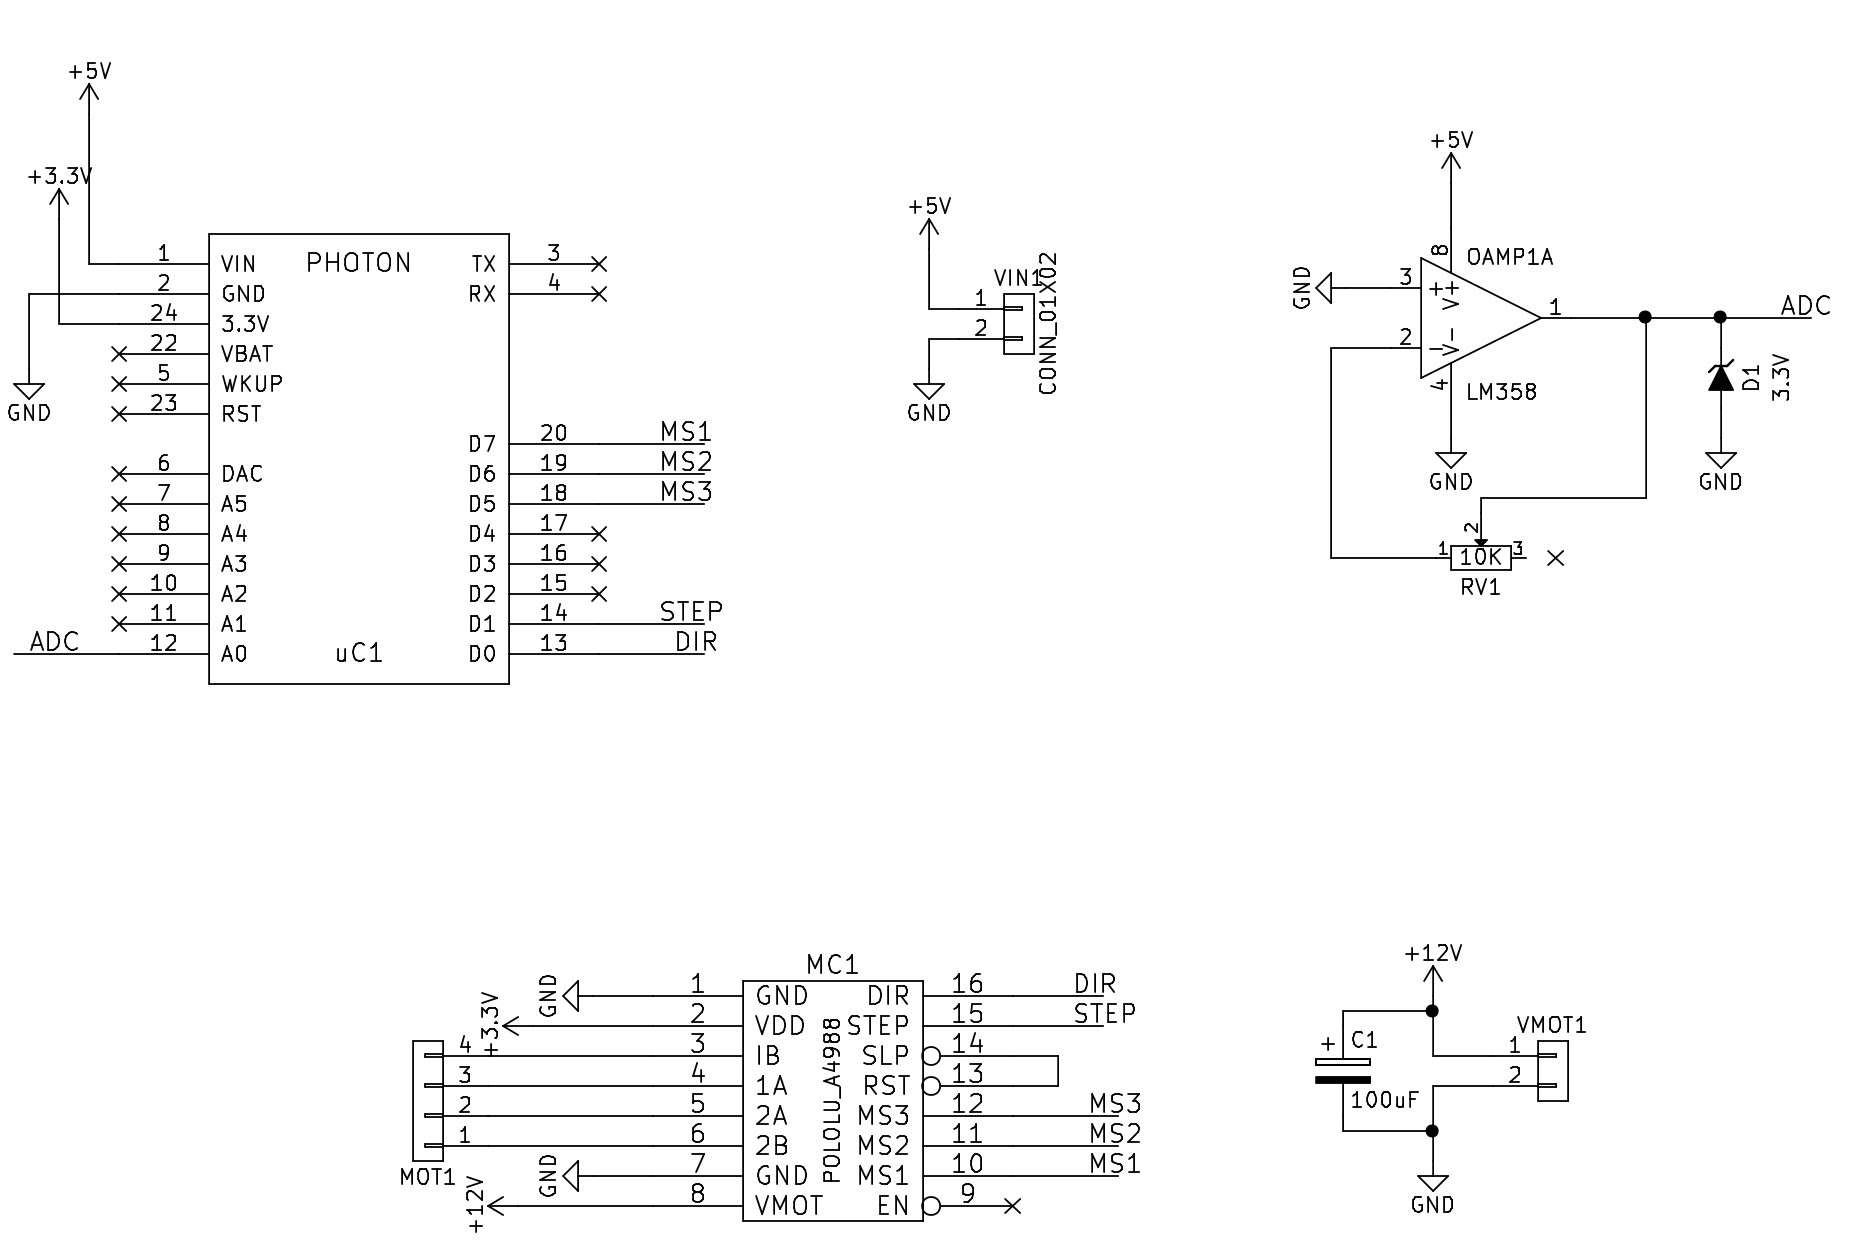 +5V
+3.3V
1 VIN PHOTON TX 3
2 GND RX 4
24 3.3V
22 VBAT
5 WKUP
23 RST
GND
D7 20 MS1
6 DAC D6 19 MS2
7 A5 D5 18 MS3
8 A4 D4 17
9 A3 D3 16
10 A2 D2 15
11 A1 D1 14 STEP
ADC 12 A0 uC1 D0 13 DIR
+5V
VIN1
1
2
CONN_01X02
GND
+5V
8 OAMP1A
GND 3 + V+
1 ADC
2 - V-
4 LM358
GND
D1
3.3V
GND
2
1 10K 3
RV1
MC1
GND 1 GND DIR 16 DIR
+3.3V 2 VDD STEP 15 STEP
4 3 IB SLP 14
3 4 1A RST 13
2 5 2A MS3 12 MS3
1 6 2B MS2 11 MS2
MOT1 GND 7 GND MS1 10 MS1
+12V 8 VMOT EN 9
POLOLU_A4988
+12V
VMOT1
+ C1 1
2
100uF
GND